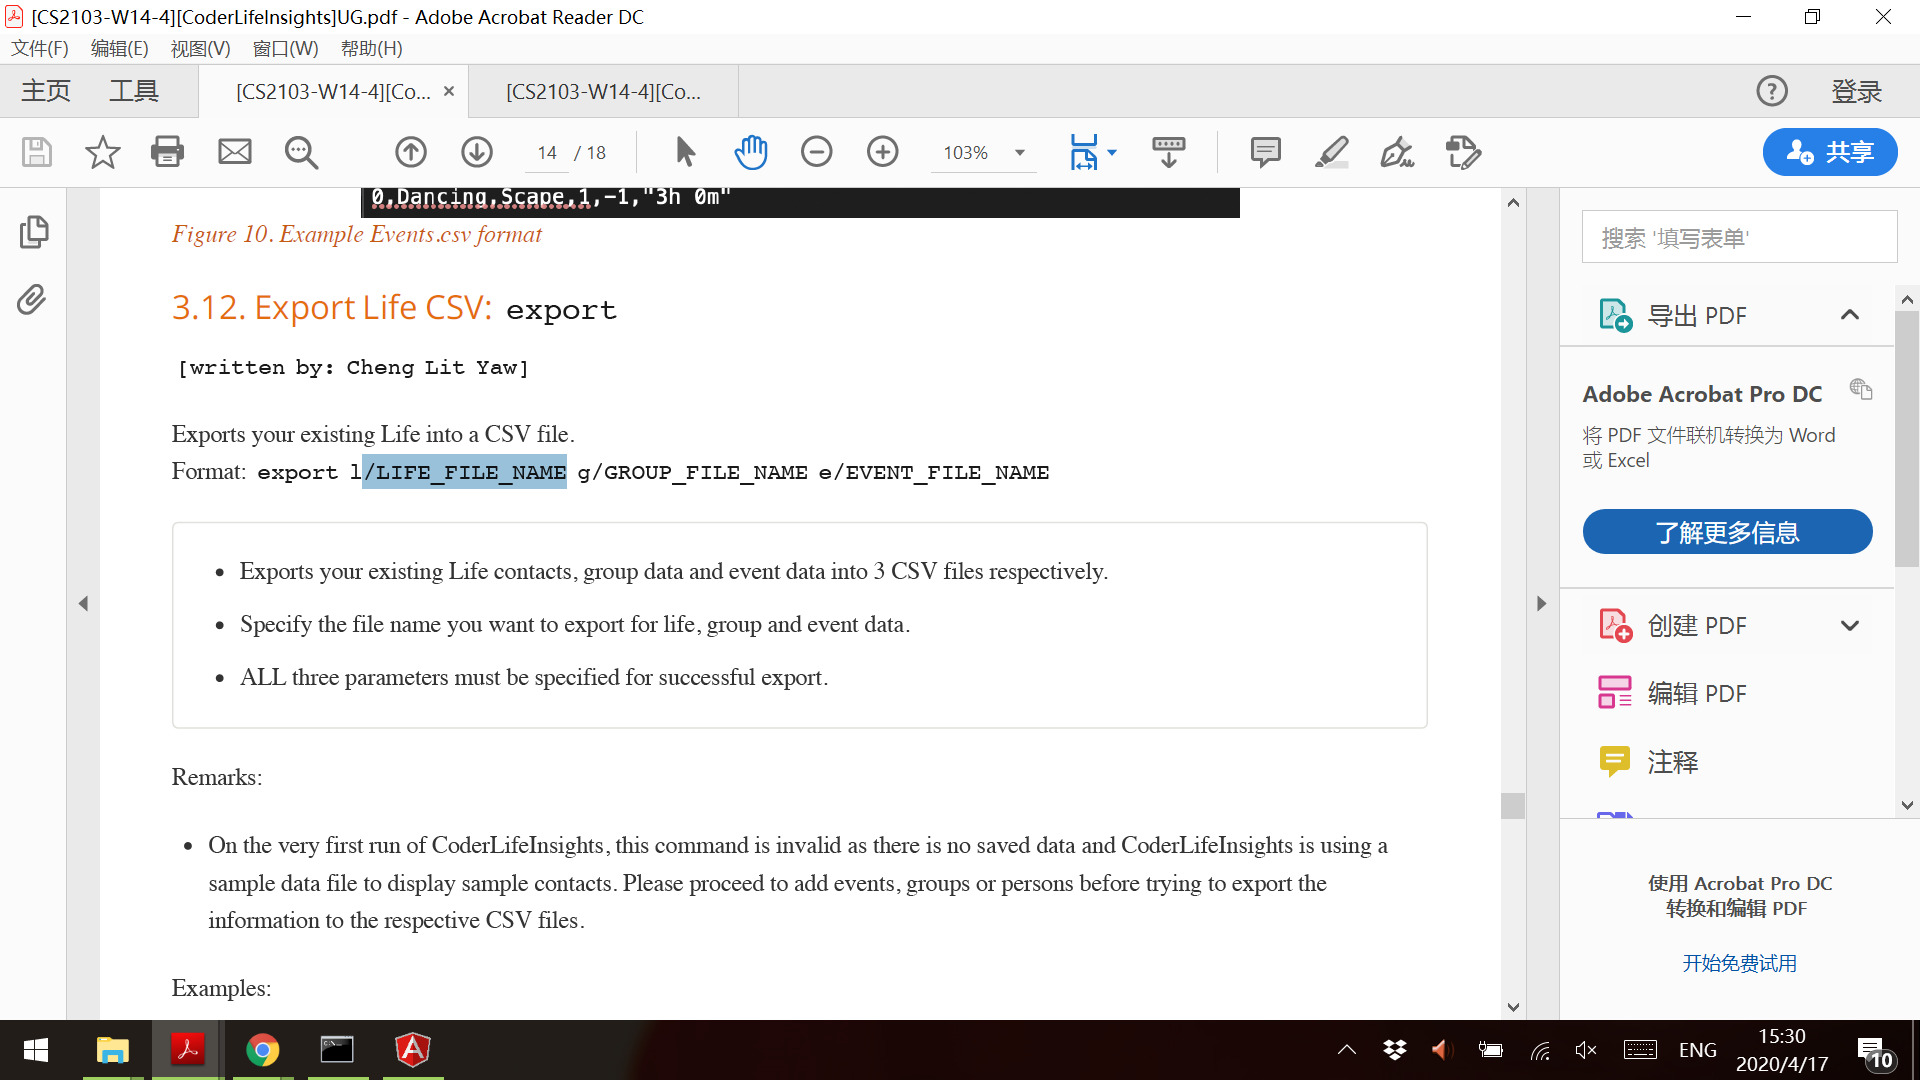 [CS2103-W14-4][CoderLifeInsights]UG.pdf - Adobe Acrobat Reader DC
文件(F) 编辑(E) 视图(V) 窗口(W) 帮助(H)
主页 工具 [CS2103-W14-4][Co... × [CS2103-W14-4][Co... 登录
14 / 18 103% 共享
0,Dancing,Scape,1,-1,"3h 0m"
Figure 10. Example Events.csv format
3.12. Export Life CSV: export
[written by: Cheng Lit Yaw]
Exports your existing Life into a CSV file.
Format: export l/LIFE_FILE_NAME g/GROUP_FILE_NAME e/EVENT_FILE_NAME
• Exports your existing Life contacts, group data and event data into 3 CSV files respectively.
• Specify the file name you want to export for life, group and event data.
• ALL three parameters must be specified for successful export.
Remarks:
• On the very first run of CoderLifeInsights, this command is invalid as there is no saved data and CoderLifeInsights is using a
sample data file to display sample contacts. Please proceed to add events, groups or persons before trying to export the
information to the respective CSV files.
Examples:
搜索 '填写表单'
导出 PDF
Adobe Acrobat Pro DC
将 PDF 文件联机转换为 Word
或 Excel
了解更多信息
创建 PDF
编辑 PDF
注释
使用 Acrobat Pro DC
转换和编辑 PDF
开始免费试用
ENG
15:30
2020/4/17
10